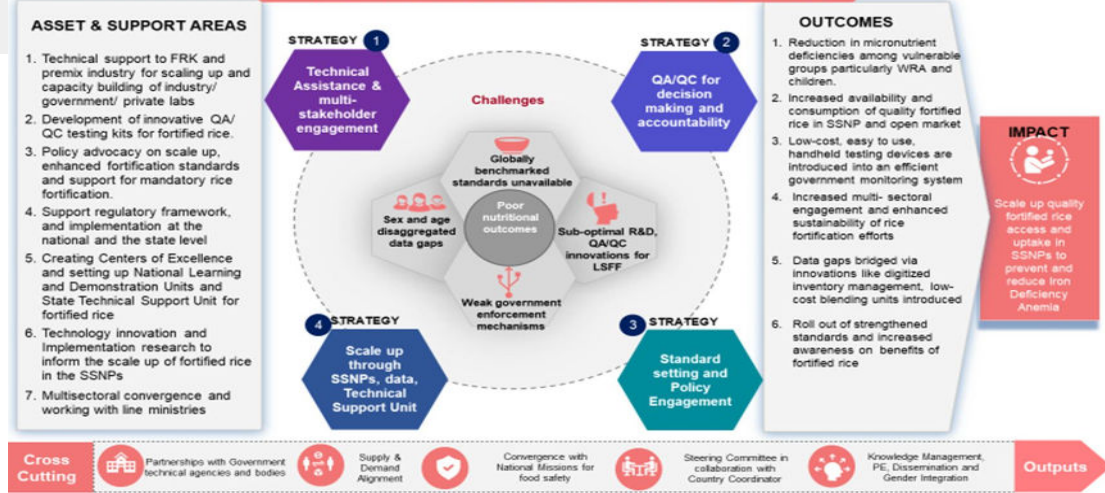 ASSET & SUPPORT AREAS
1. Technical support to FRK and
premix industry for scaling up and
capacity building of industry/
government/ private labs
2. Development of innovative QA/
QC testing kits for fortified rice.
3. Policy advocacy on scale up,
enhanced fortification standards
and support for mandatory rice
fortification.
4. Support regulatory framework,
and implementation at the
national and the state level
5. Creating Centers of Excellence
and setting up National Learning
and Demonstration Units and
State Technical Support Unit for
fortified rice
6. Technology innovation and
Implementation research to
inform the scale up of fortified rice
in the SSNPs
7. Multisectoral convergence and
working with line ministries
STRATEGY 1
Technical
Assistance &
multi-
stakeholder
engagement
STRATEGY 2
QA/QC for
decision
making and
accountability
Challenges
Globally
benchmarked
standards unavailable
Sex and age
disaggregated
data gaps
Poor
nutritional
outcomes
Sub-optimal R&D,
QA/QC
innovations for
LSFF
Weak government
enforcement
mechanisms
4 STRATEGY
Scale up
through
SSNPs, data,
Technical
Support Unit
3 STRATEGY
Standard
setting and
Policy
Engagement
OUTCOMES
1. Reduction in micronutrient
deficiencies among vulnerable
groups particularly WRA and
children.
2. Increased availability and
consumption of quality fortified
rice in SSNP and open market
3. Low-cost, easy to use,
handheld testing devices are
introduced into an efficient
government monitoring system
4. Increased multi- sectoral
engagement and enhanced
sustainability of rice
fortification efforts
5. Data gaps bridged via
innovations like digitized
inventory management, low-
cost blending units introduced
6. Roll out of strengthened
standards and increased
awareness on benefits of
fortified rice
IMPACT
Scale up quality
fortified rice
access and
uptake in
SSNPs to
prevent and
reduce Iron
Deficiency
Anemia
Cross
Cutting
Partnerships with Government
technical agencies and bodies
Supply &
Demand
Alignment
Convergence with
National Missions for
food safety
Steering Committee in
collaboration with
Country Coordinator
Knowledge Management,
PE, Dissemination and
Gender Integration
Outputs